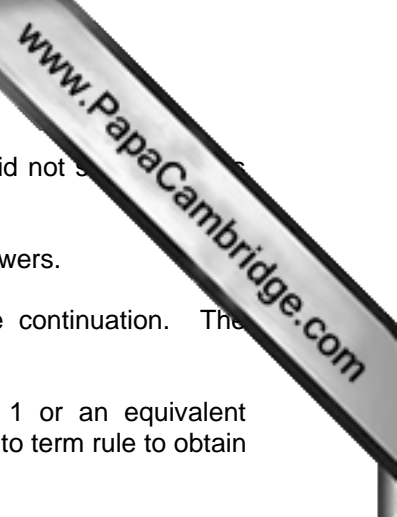 www.PapaCambridge.com
id not
wers.
e continuation. The
1 or an equivalent
to term rule to obtain